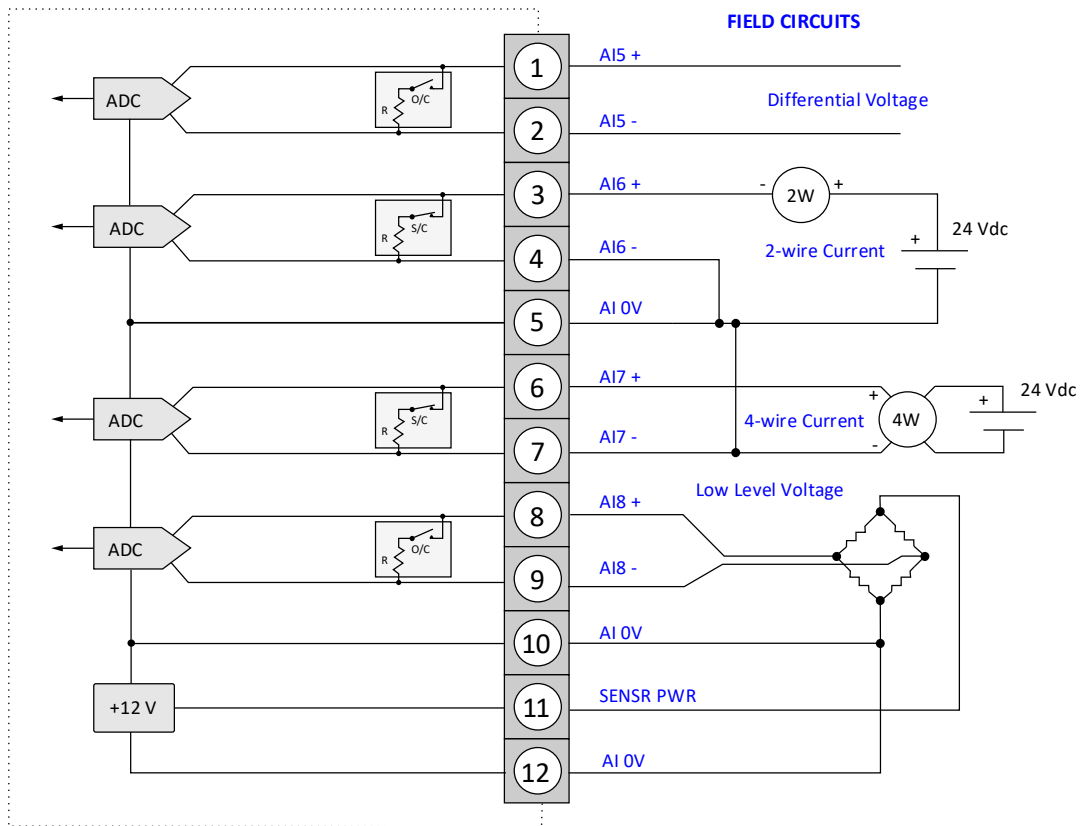 FIELD CIRCUITS
1
AI5 +
ADC
O/C
R
Differential Voltage
2
AI5 -
3
AI6 +
-
2W
+
ADC
S/C
R
24 Vdc
+
4
AI6 -
2-wire Current
5
AI 0V
6
AI7 +
24 Vdc
+
+
ADC
S/C
R
4-wire Current
4W
7
AI7 -
-
Low Level Voltage
8
AI8 +
ADC
O/C
R
9
AI8 -
10
AI 0V
+12 V
11
SENSR PWR
12
AI 0V